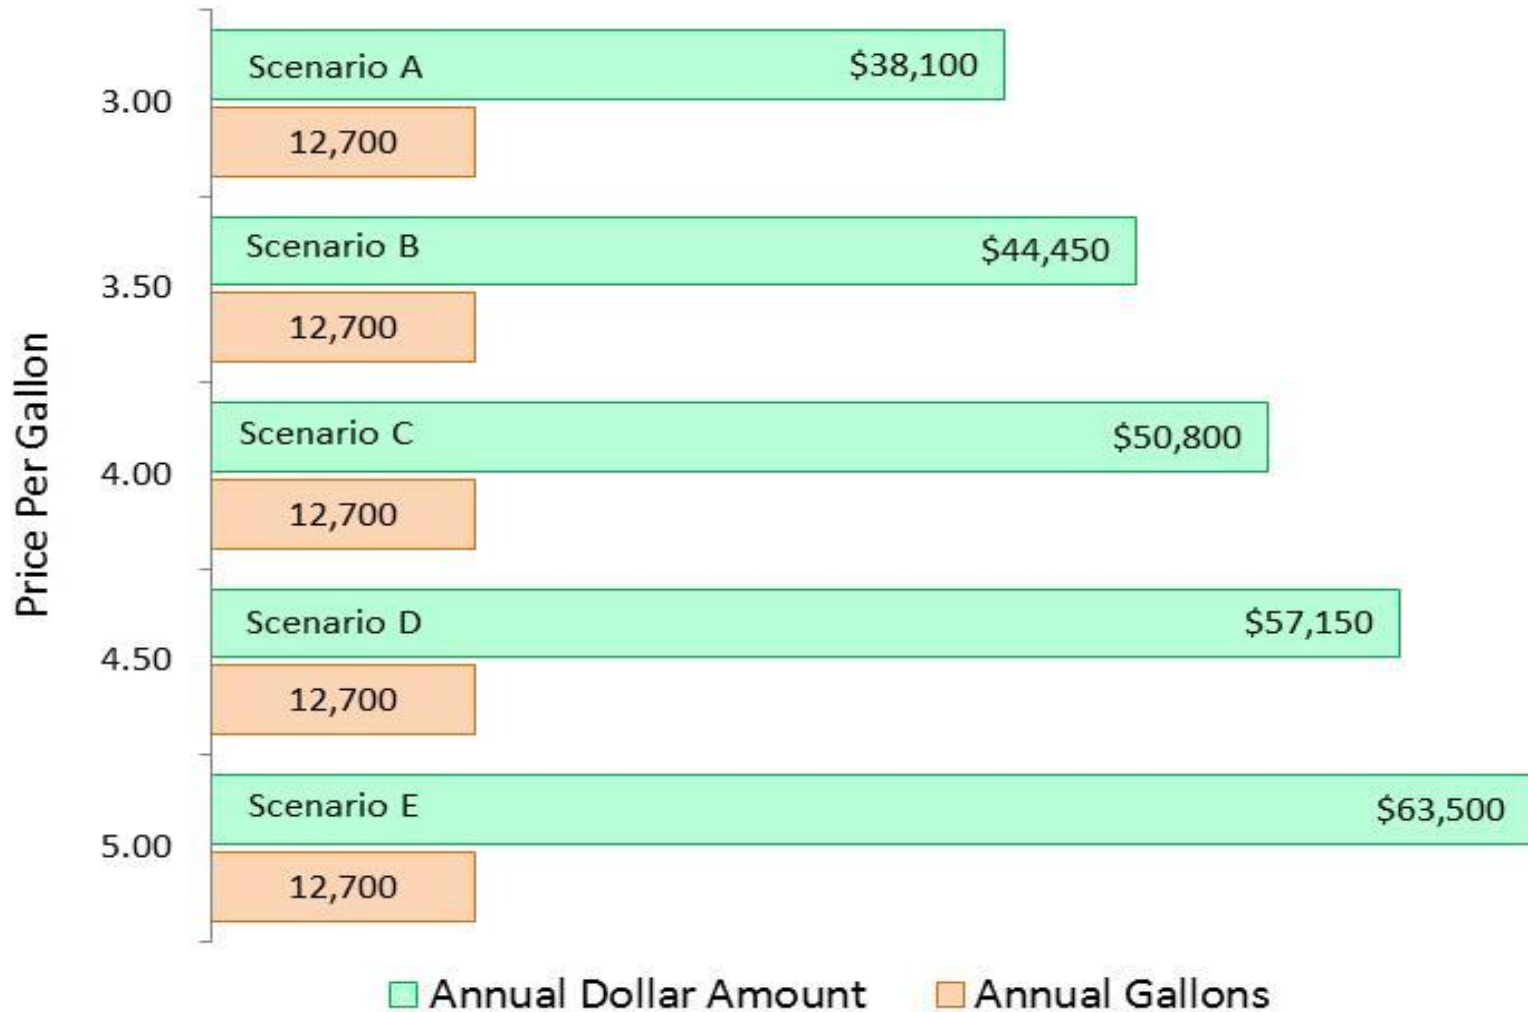 Scenario A
$38,100
3.00
12,700
Scenario B
$44,450
3.50
12,700
Scenario C
$50,800
4.00
12,700
Scenario D
$57,150
4.50
12,700
Scenario E
$63,500
5.00
12,700
Price Per Gallon
Annual Dollar Amount
Annual Gallons